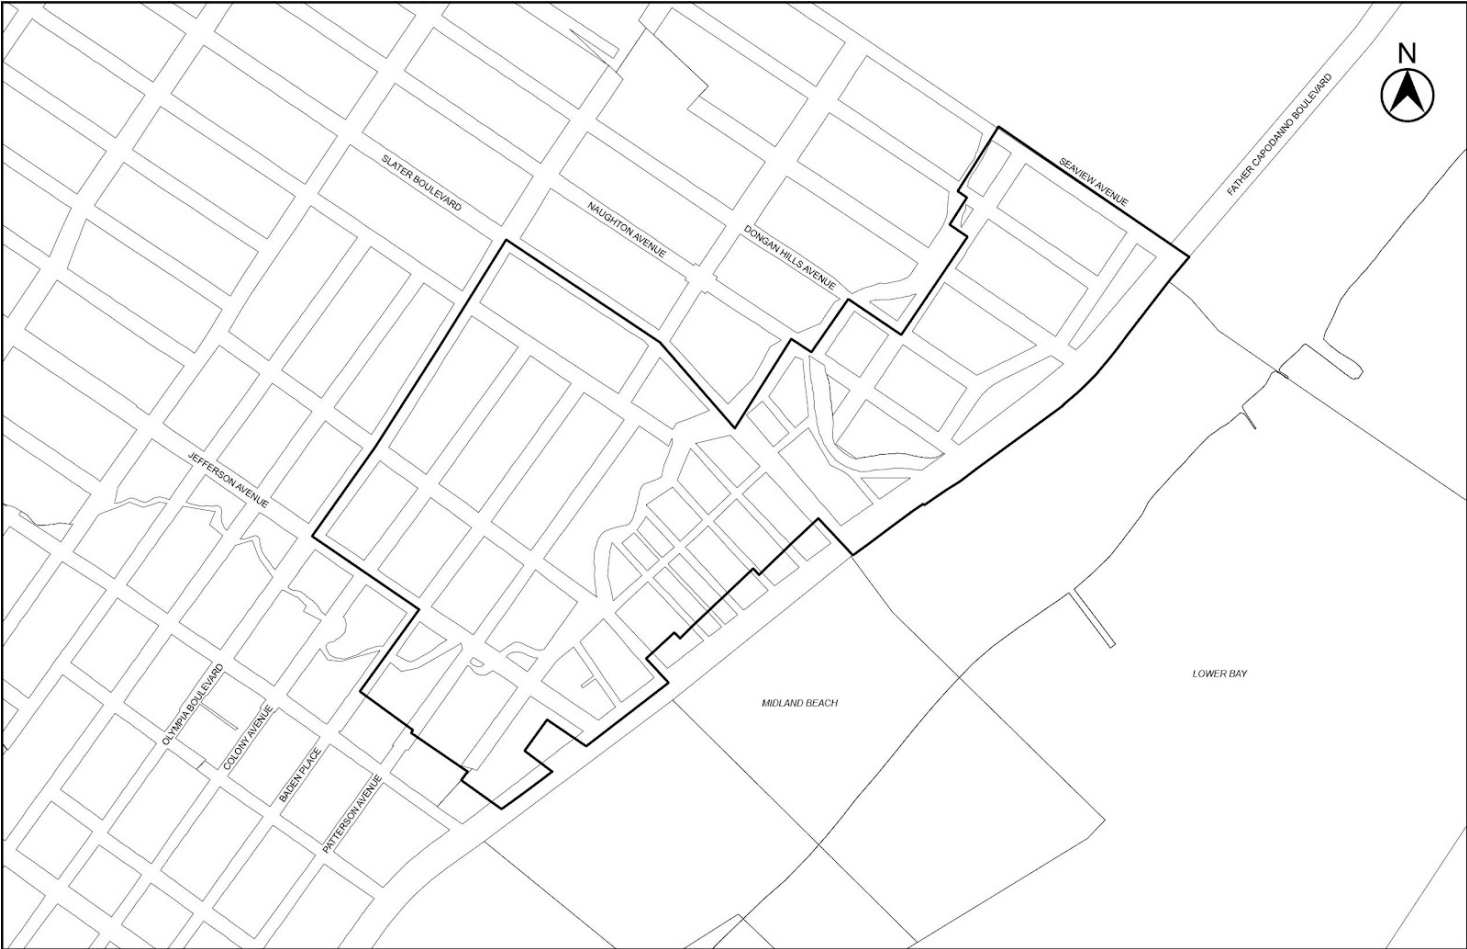 N
FATHER CAPODANNO BOULEVARD
SEAVIEW AVENUE
SLATER BOULEVARD
NAUGHTON AVENUE
DONGAN HILLS AVENUE
JEFFERSON AVENUE
OLYMPIA BOULEVARD
COLONY AVENUE
BADEN PLACE
PATTERSON AVENUE
MIDLAND BEACH
LOWER BAY